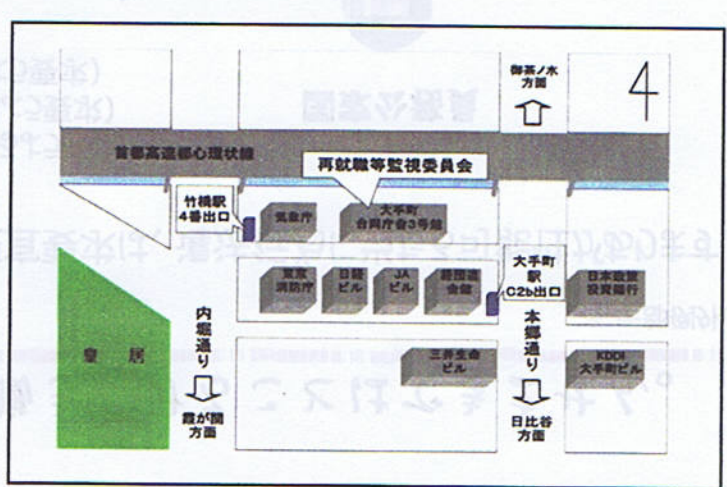 御茶ノ水
方面
首都高速都心環状線
再就職等監視委員会
竹橋駅
4番出口
気象庁
大手町
合同庁舎3号館
大手町
駅
C2b出口
東京
消防庁
日経
ビル
JA
ビル
経団連
会館
日本政策
投資銀行
内堀通り
本郷通り
皇居
三井生命
ビル
KDDI
大手町ビル
霞が関
方面
日比谷
方面